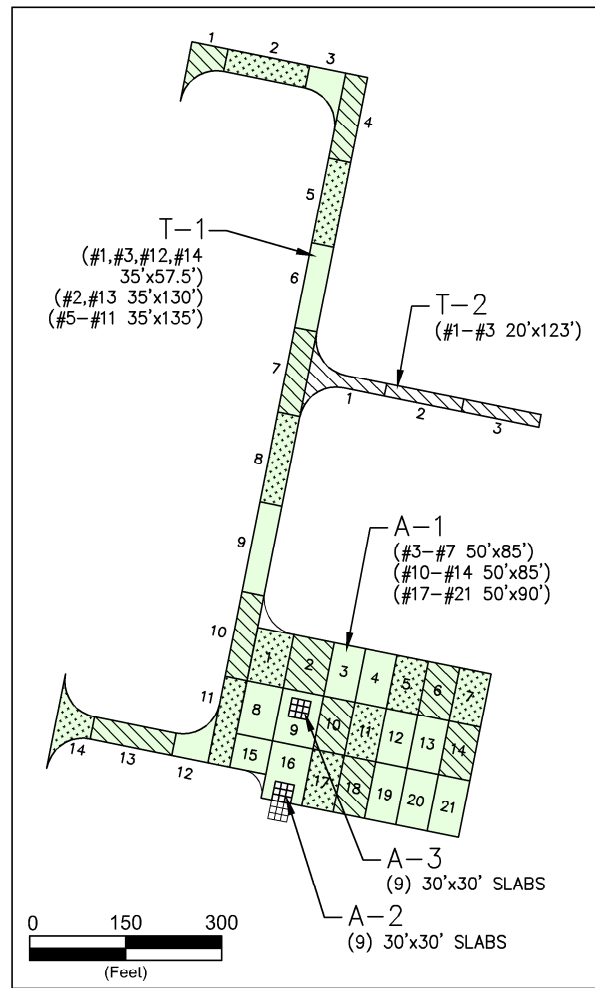 1
2
3
4
5
T-1
(#1,#3,#12,#14
35'x57.5')
(#2,#13 35'x130')
(#5-#11 35'x135')
6
T-2
(#1-#3 20'x123')
7
1
2
3
8
A-1
(#3-#7 50'x85')
(#10-#14 50'x85')
(#17-#21 50'x90')
9
10
1
2
3
4
5
6
7
11
8
9
10
11
12
13
14
14
13
12
15
16
17
18
19
20
21
A-3
(9) 30'x30' SLABS
A-2
(9) 30'x30' SLABS
0 150 300
(Feet)